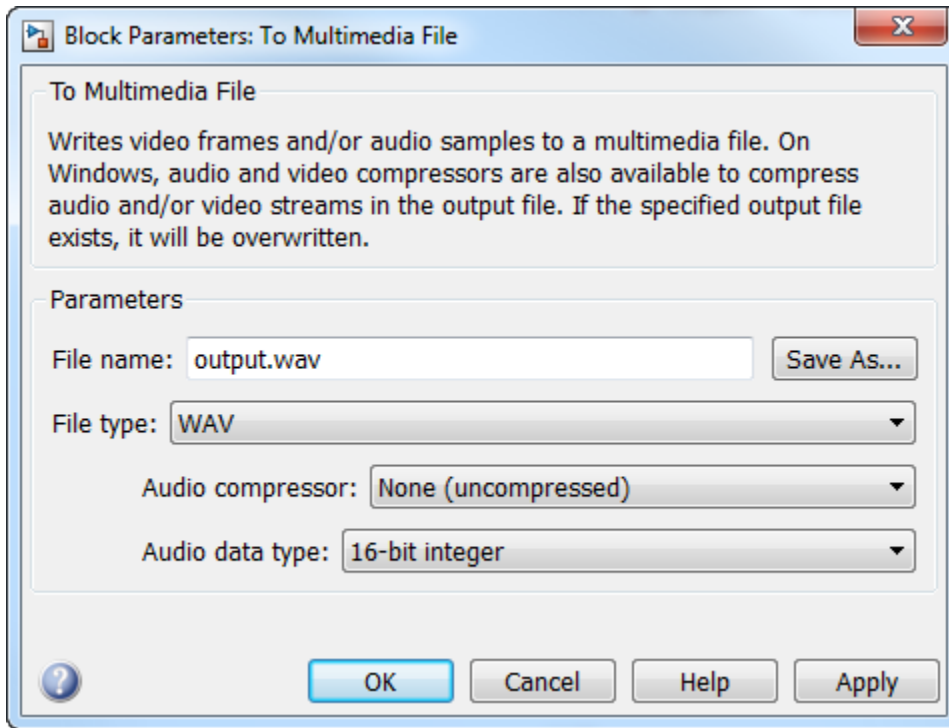 Block Parameters: To Multimedia File
To Multimedia File
Writes video frames and/or audio samples to a multimedia file. On
Windows, audio and video compressors are also available to compress
audio and/or video streams in the output file. If the specified output file
exists, it will be overwritten.
Parameters
File name: output.wav Save As...
File type: WAV
Audio compressor: None (uncompressed)
Audio data type: 16-bit integer
? OK Cancel Help Apply